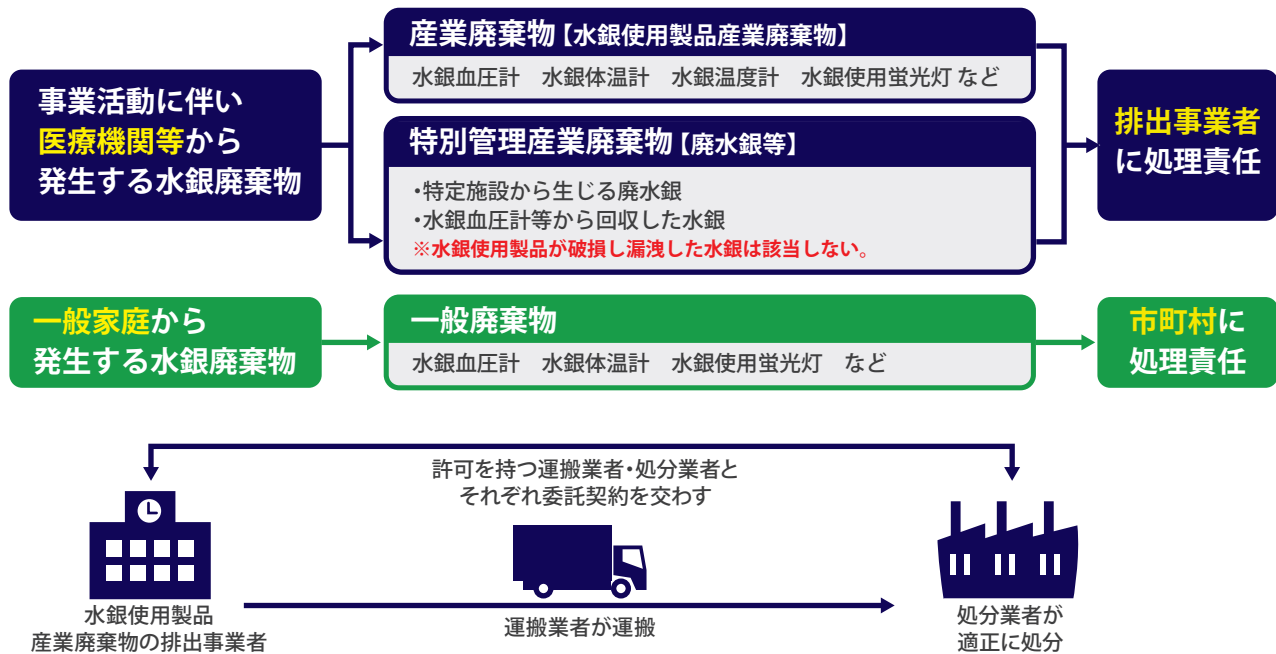 事業活動に伴い
医療機関等から
発生する水銀廃棄物
産業廃棄物【水銀使用製品産業廃棄物】
水銀血圧計　水銀体温計　水銀温度計　水銀使用蛍光灯 など
特別管理産業廃棄物【廃水銀等】
・特定施設から生じる廃水銀
・水銀血圧計等から回収した水銀
※水銀使用製品が破損し漏洩した水銀は該当しない。
排出事業者
に処理責任
一般家庭から
発生する水銀廃棄物
一般廃棄物
水銀血圧計　水銀体温計　水銀使用蛍光灯　など
市町村に
処理責任
許可を持つ運搬業者・処分業者と
それぞれ委託契約を交わす
水銀使用製品
産業廃棄物の排出事業者
運搬業者が運搬
処分業者が
適正に処分